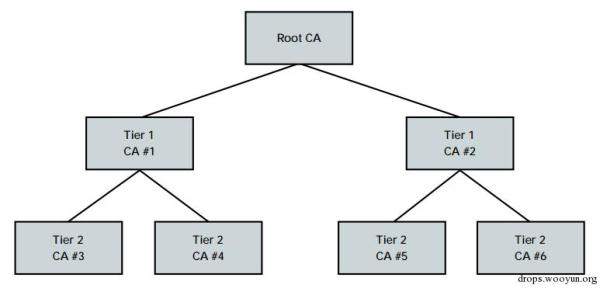 Root CA
Tier 1
CA #1
Tier 1
CA #2
Tier 2
CA #3
Tier 2
CA #4
Tier 2
CA #5
Tier 2
CA #6
drops.wooyun.org